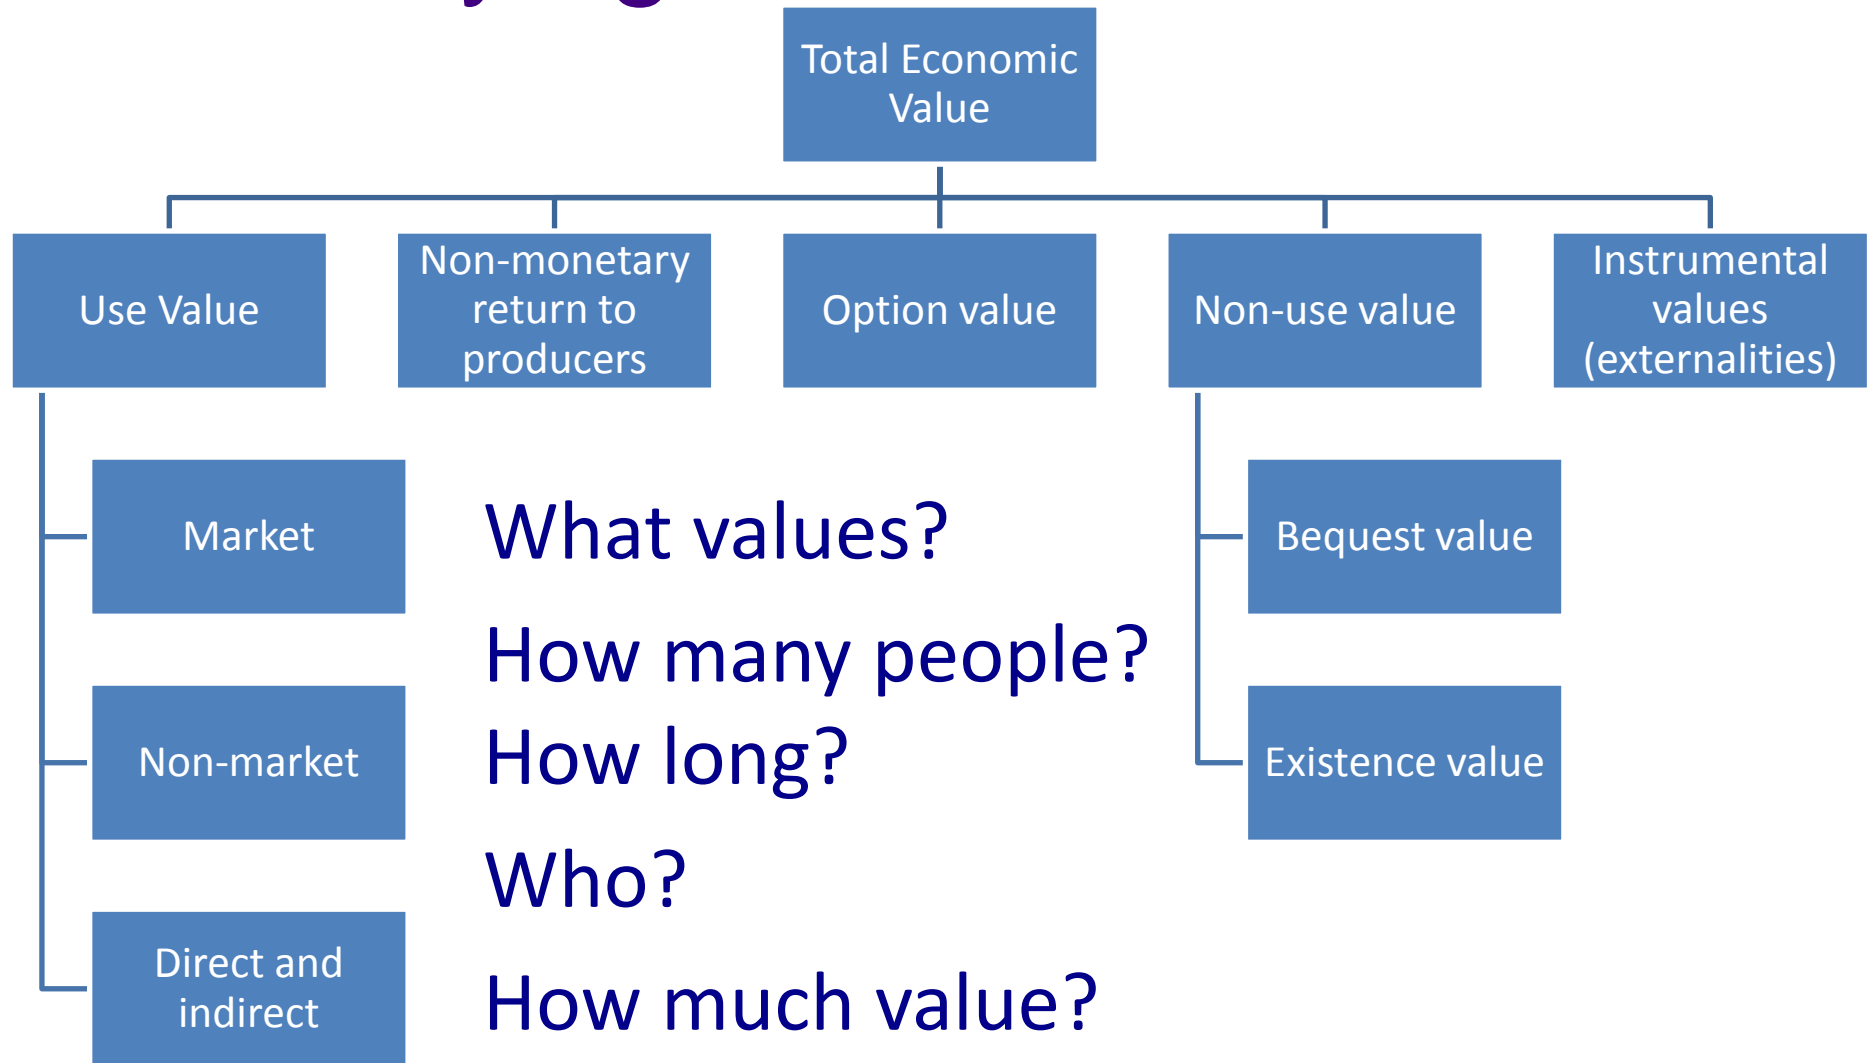 Total Economic
Value
Use Value
Non-monetary
return to
producers
Option value
Non-use value
Instrumental
values
(externalities)
Market
Non-market
Direct and
indirect
What values?
How many people?
How long?
Who?
How much value?
Bequest value
Existence value